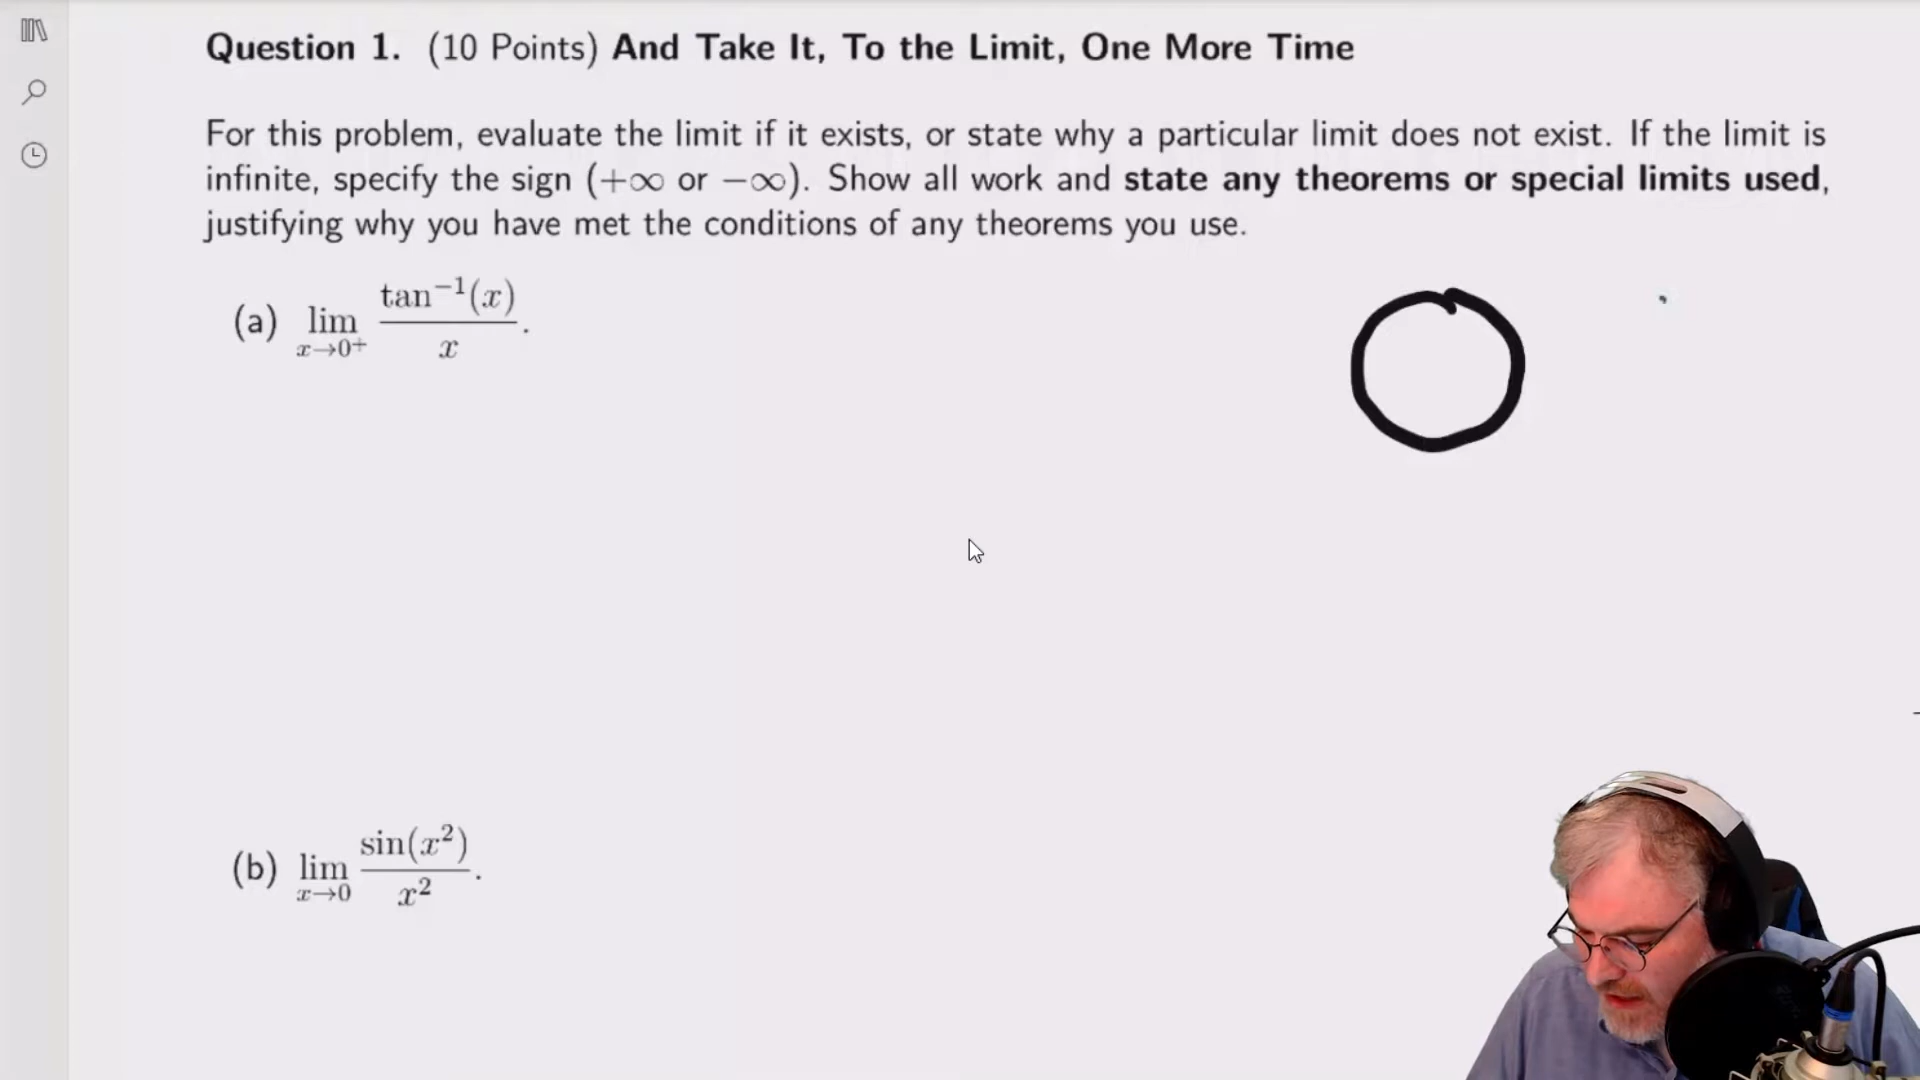 Question 1. (10 Points) And Take It, To the Limit, One More Time
For this problem, evaluate the limit if it exists, or state why a particular limit does not exist. If the limit is
infinite, specify the sign (+∞ or −∞). Show all work and state any theorems or special limits used,
justifying why you have met the conditions of any theorems you use.
(a) lim_{x→0⁺} tan⁻¹(x)/x.
(b) lim_{x→0} sin(x²)/x².